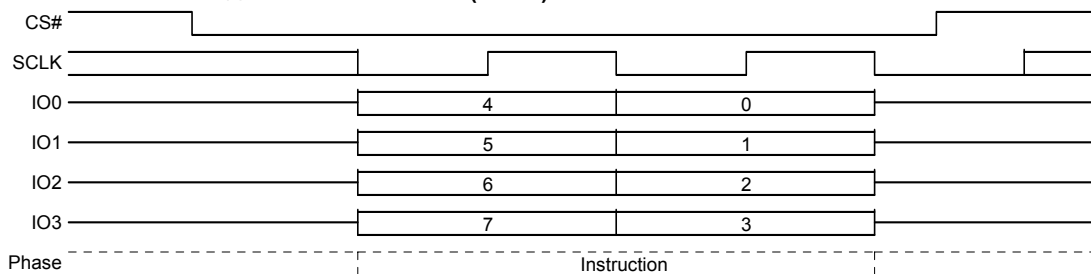 CS#
SCLK
IO0 4 0
IO1 5 1
IO2 6 2
IO3 7 3
Phase Instruction